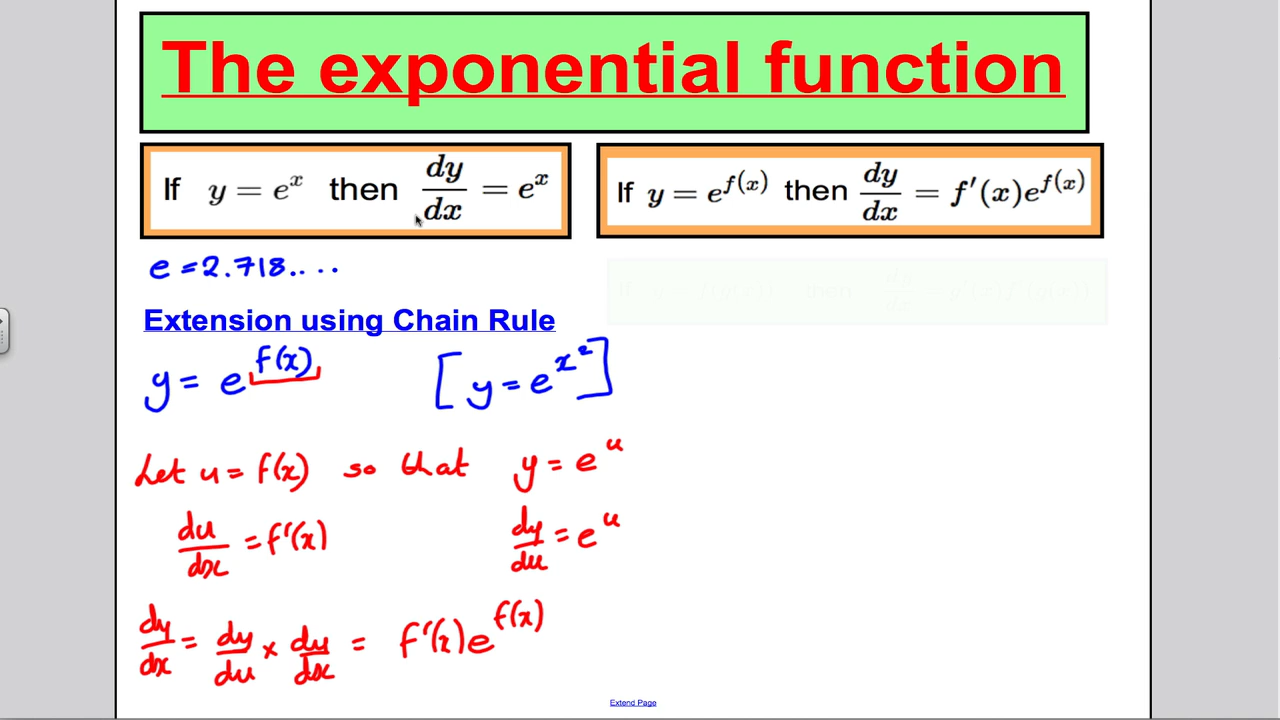 The exponential function
If y = e^x then dy/dx = e^x
If y = e^{f(x)} then dy/dx = f'(x)e^{f(x)}
e = 2.718....
Extension using Chain Rule
y = e^{f(x)} [y = e^{x^2}]
Let u = f(x) so that y = e^u
du/dx = f'(x) dy/du = e^u
dy/dx = dy/du × du/dx = f'(x)e^{f(x)}
Extend Page